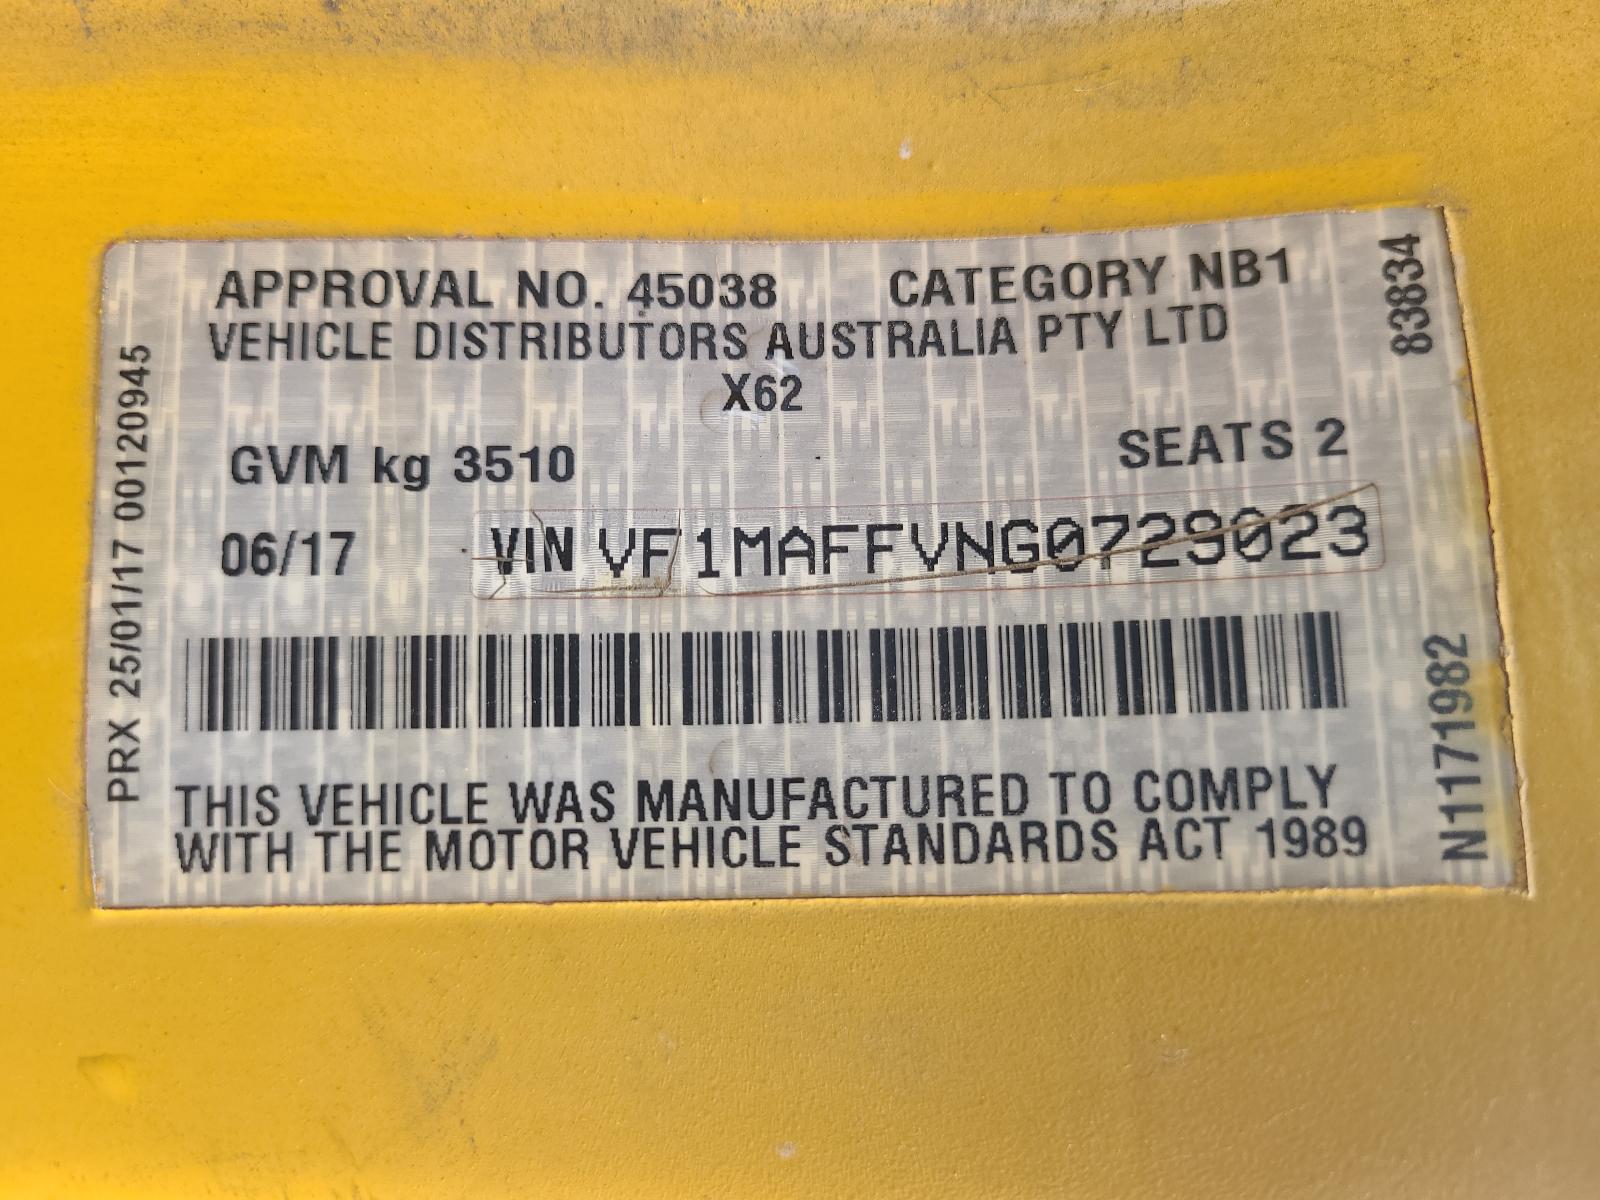 APPROVAL NO. 45038 CATEGORY NB1
VEHICLE DISTRIBUTORS AUSTRALIA PTY LTD
X62
GVM kg 3510 SEATS 2
06/17 VIN VF1MAFFVNG0729023
THIS VEHICLE WAS MANUFACTURED TO COMPLY
WITH THE MOTOR VEHICLE STANDARDS ACT 1989
PRX 25/01/17 00120945
83834
N1171982